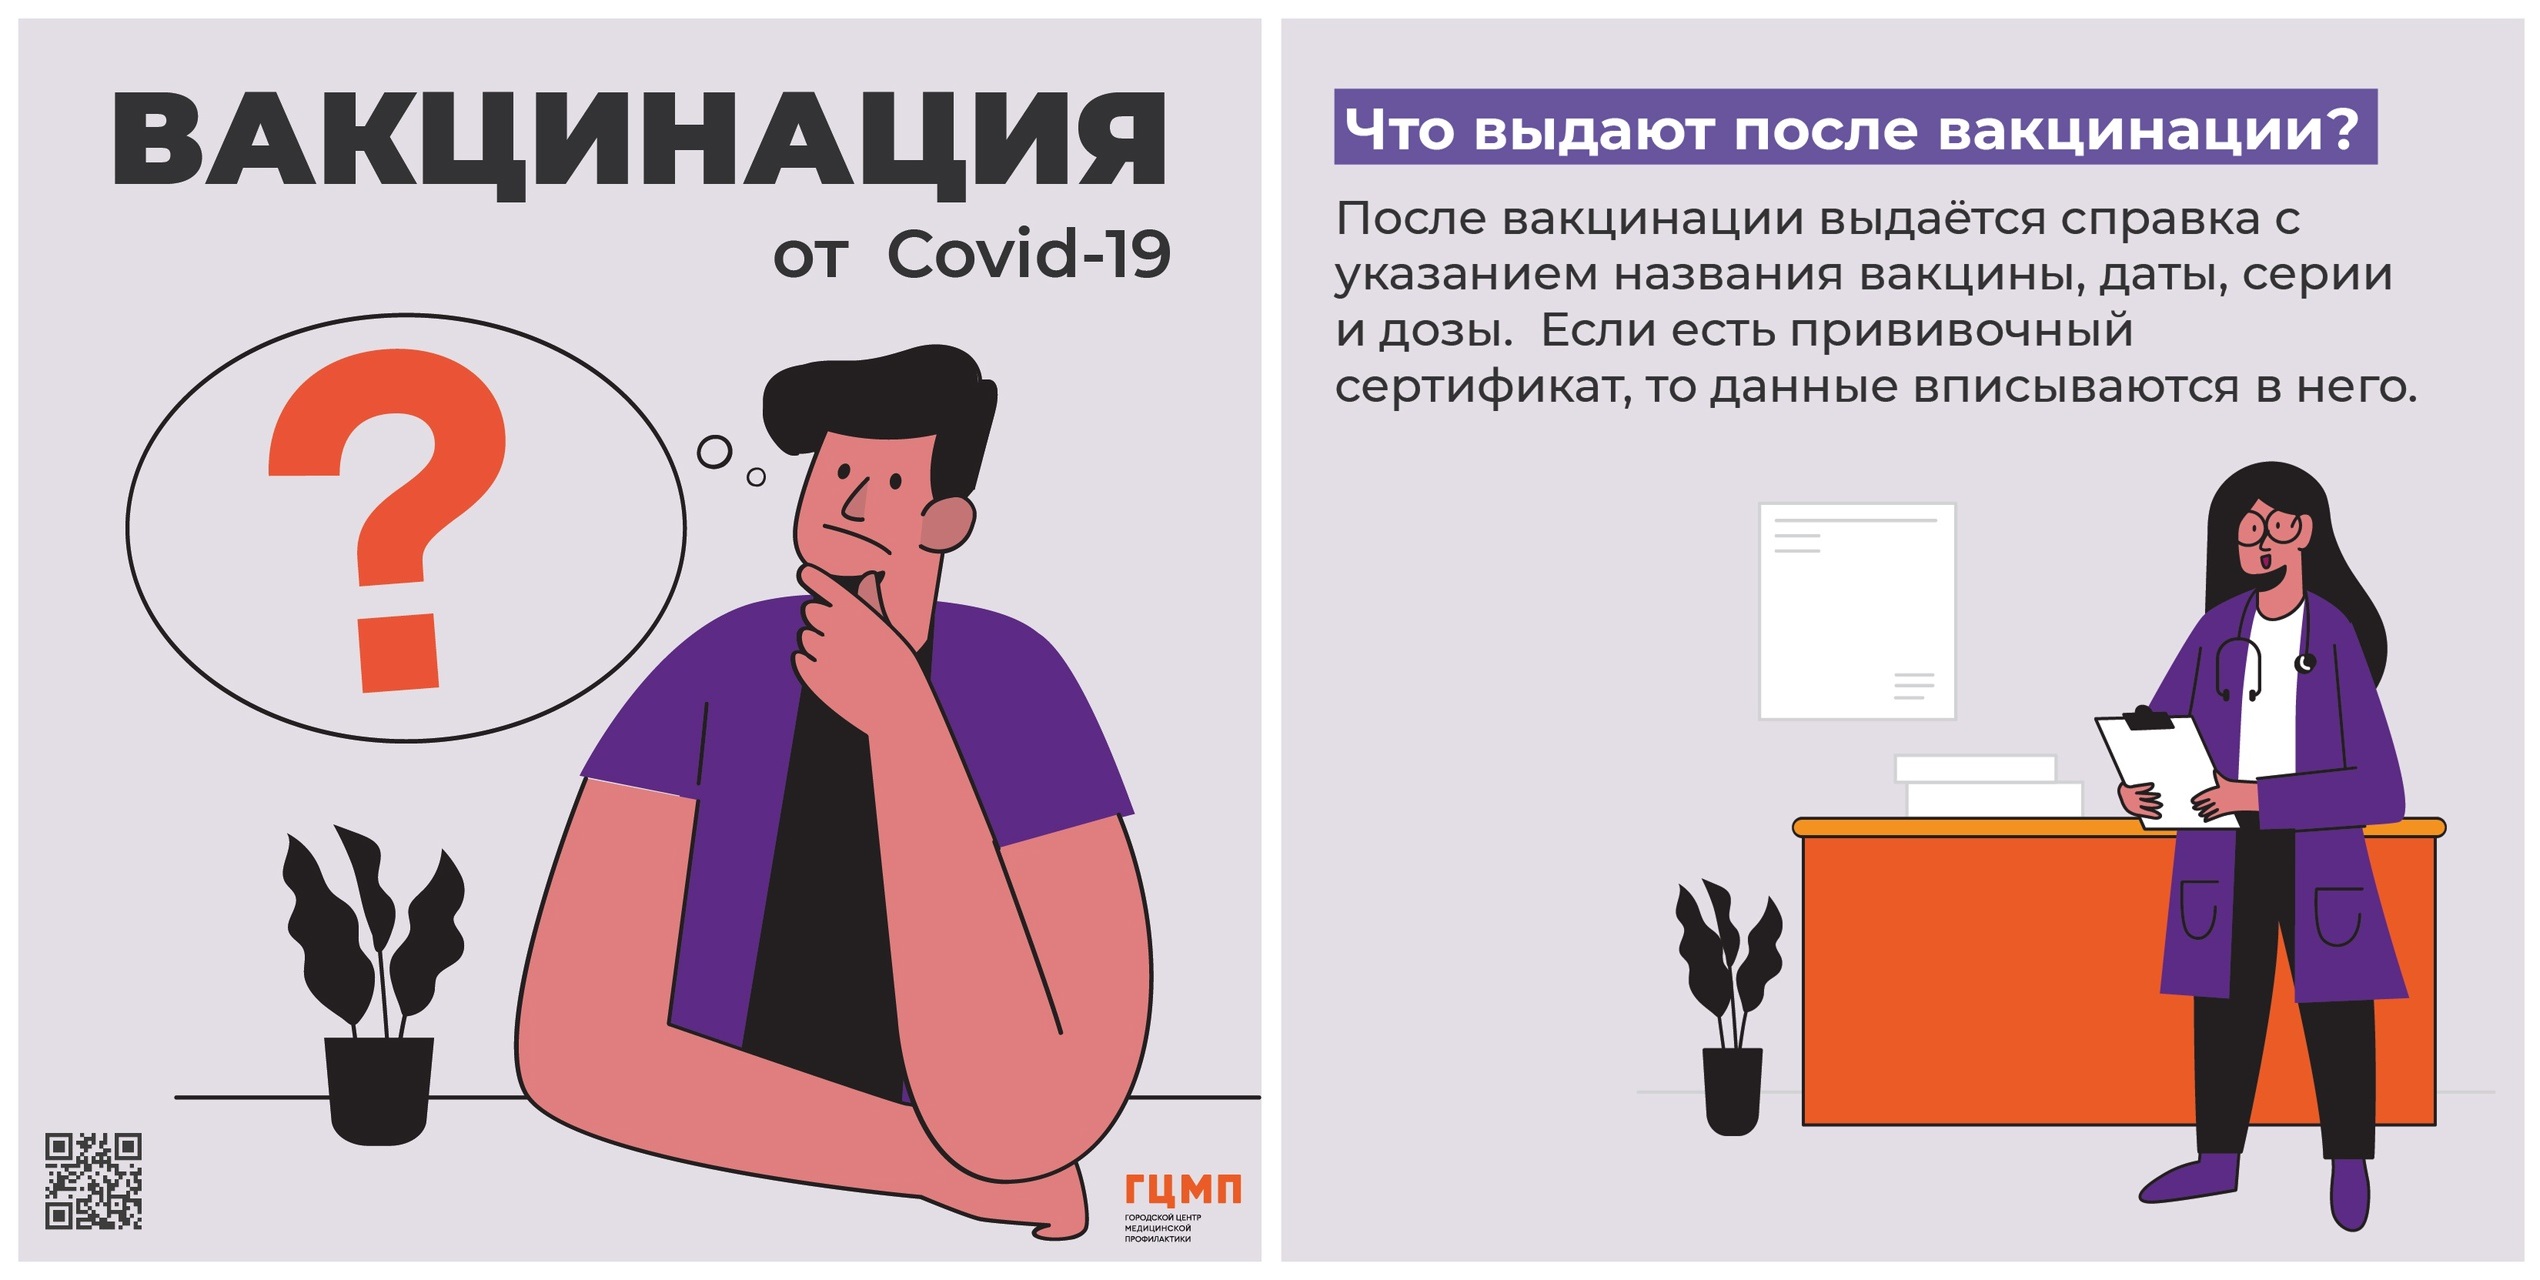 ВАКЦИНАЦИЯ
от Covid-19
ГЦМП
ГОРОДСКОЙ ЦЕНТР
МЕДИЦИНСКОЙ
ПРОФИЛАКТИКИ
Что выдают после вакцинации?
После вакцинации выдаётся справка с
указанием названия вакцины, даты, серии
и дозы. Если есть прививочный
сертификат, то данные вписываются в него.